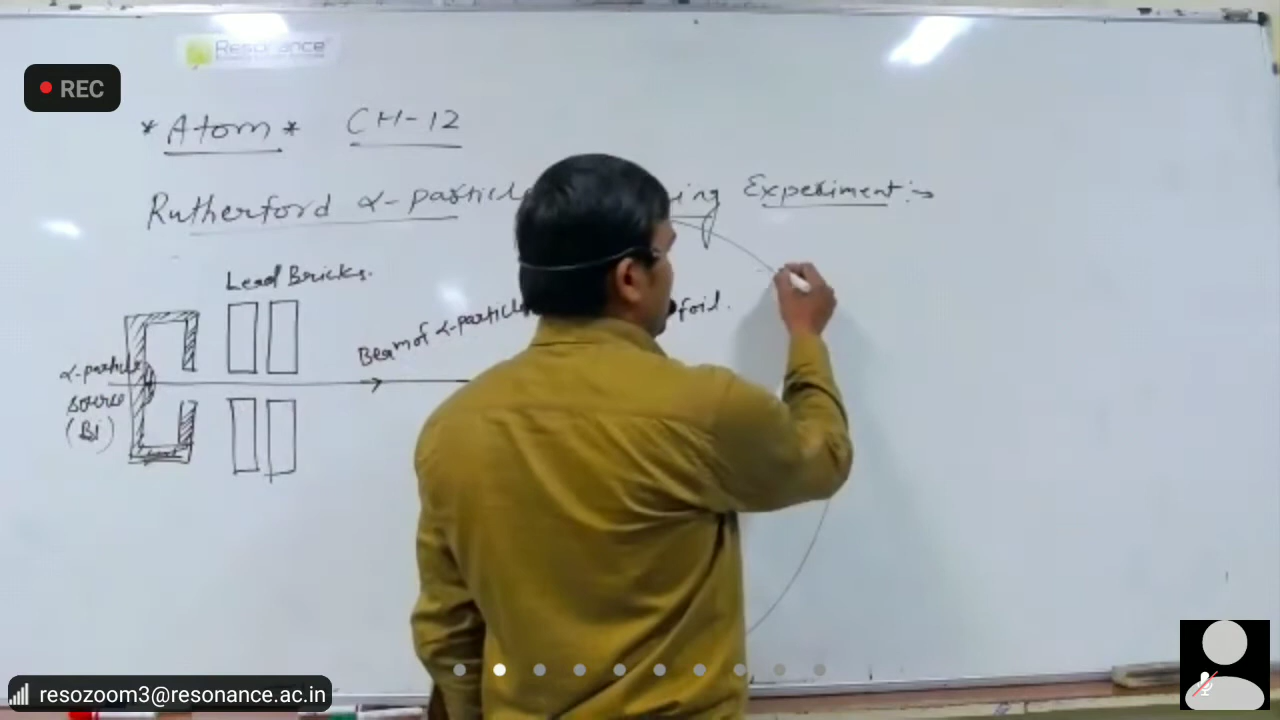 Resonance
REC
* Atom * CH-12
Rutherford α-particle ing Experiment :→
Lead Bricks.
Beam of α-particle foil.
α-particle
source
(Bi)
resozoom3@resonance.ac.in